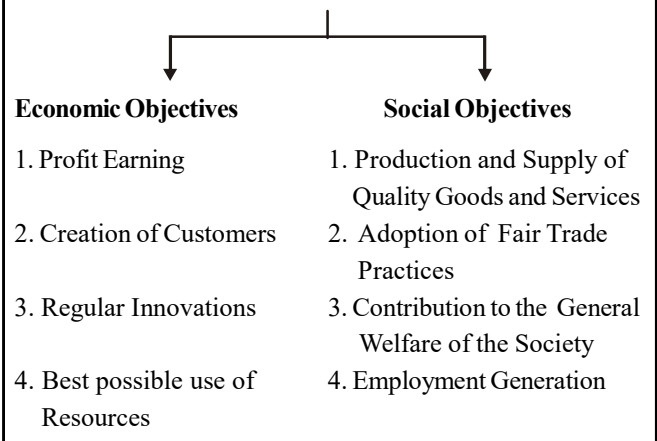 Economic Objectives
1. Profit Earning
2. Creation of Customers
3. Regular Innovations
4. Best possible use of
Resources
Social Objectives
1. Production and Supply of
Quality Goods and Services
2. Adoption of Fair Trade
Practices
3. Contribution to the General
Welfare of the Society
4. Employment Generation